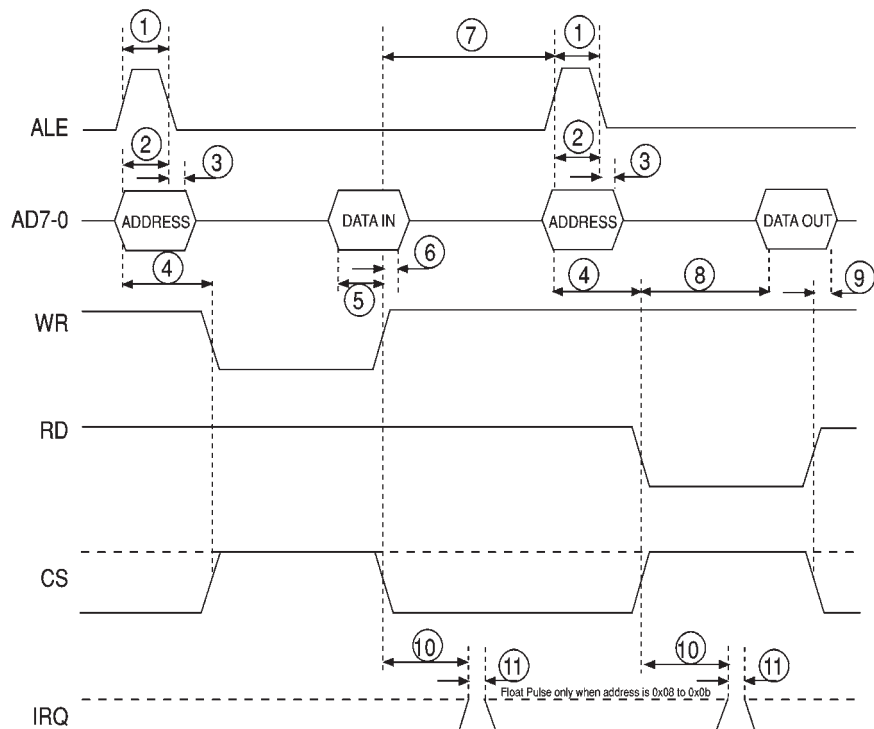 1 7 1
ALE
2 3 2 3
AD7-0 ADDRESS DATA IN ADDRESS DATA OUT
4 5 6 4 8 9
WR
RD
CS
10 11 10 11
Float Pulse only when address is 0x08 to 0x0b
IRQ